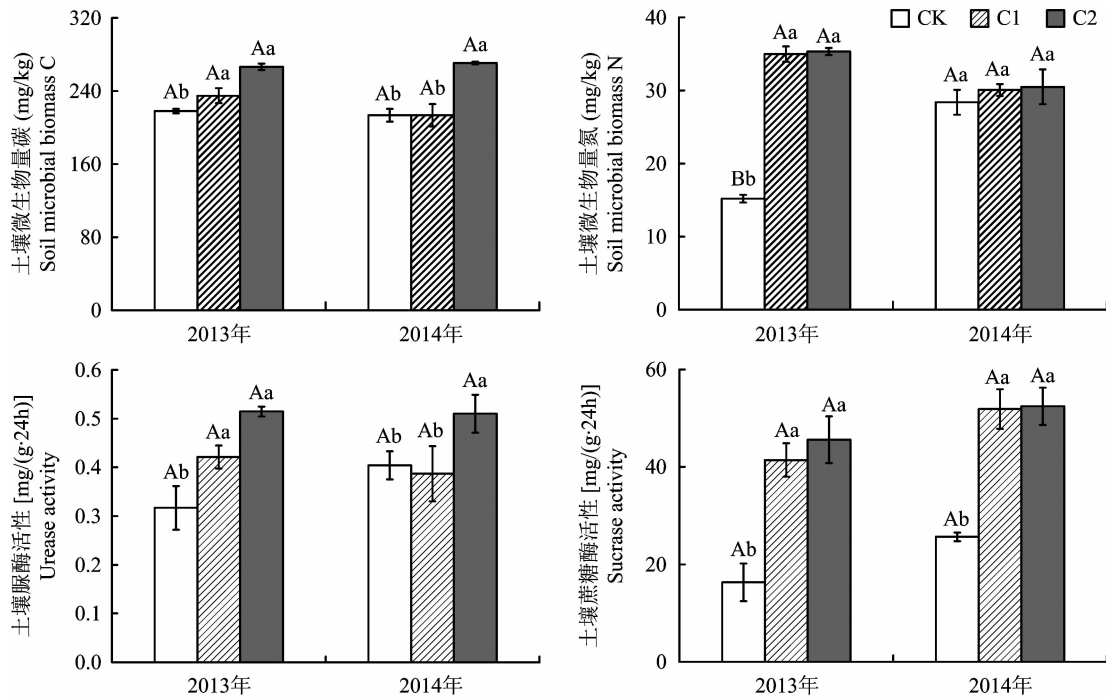 320
240
160
80
0
土壤微生物量碳 (mg/kg)
Soil microbial biomass C
Ab
Aa
Aa
Ab
Ab
Aa
2013年
2014年
40
30
20
10
0
土壤微生物量氮 (mg/kg)
Soil microbial biomass N
CK
C1
C2
Bb
Aa
Aa
Aa
Aa
Aa
2013年
2014年
0.6
0.5
0.4
0.3
0.2
0.1
0.0
土壤脲酶活性 [mg/(g·24h)]
Urease activity
Ab
Aa
Aa
Ab
Ab
Aa
2013年
2014年
60
40
20
0
土壤蔗糖酶活性 [mg/(g·24h)]
Sucrase activity
Ab
Aa
Aa
Ab
Aa
Aa
2013年
2014年